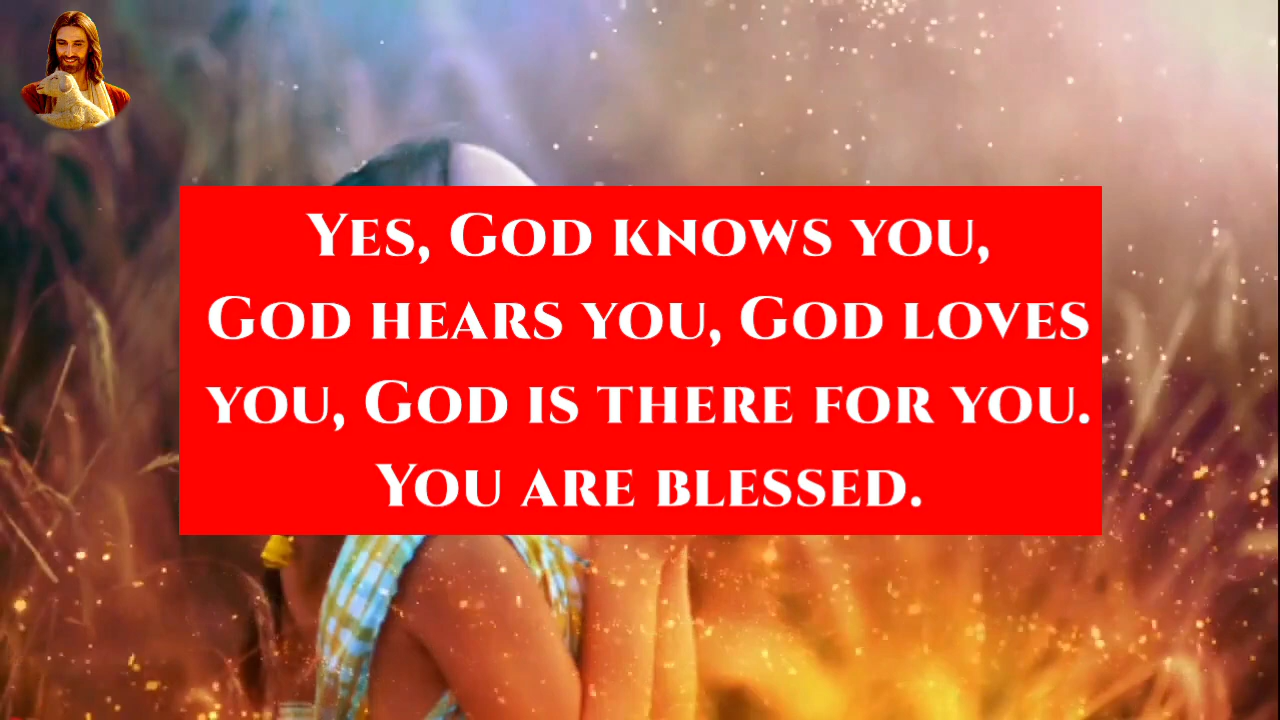 Yes, God knows you,
God hears you, God loves
you, God is there for you.
You are blessed.